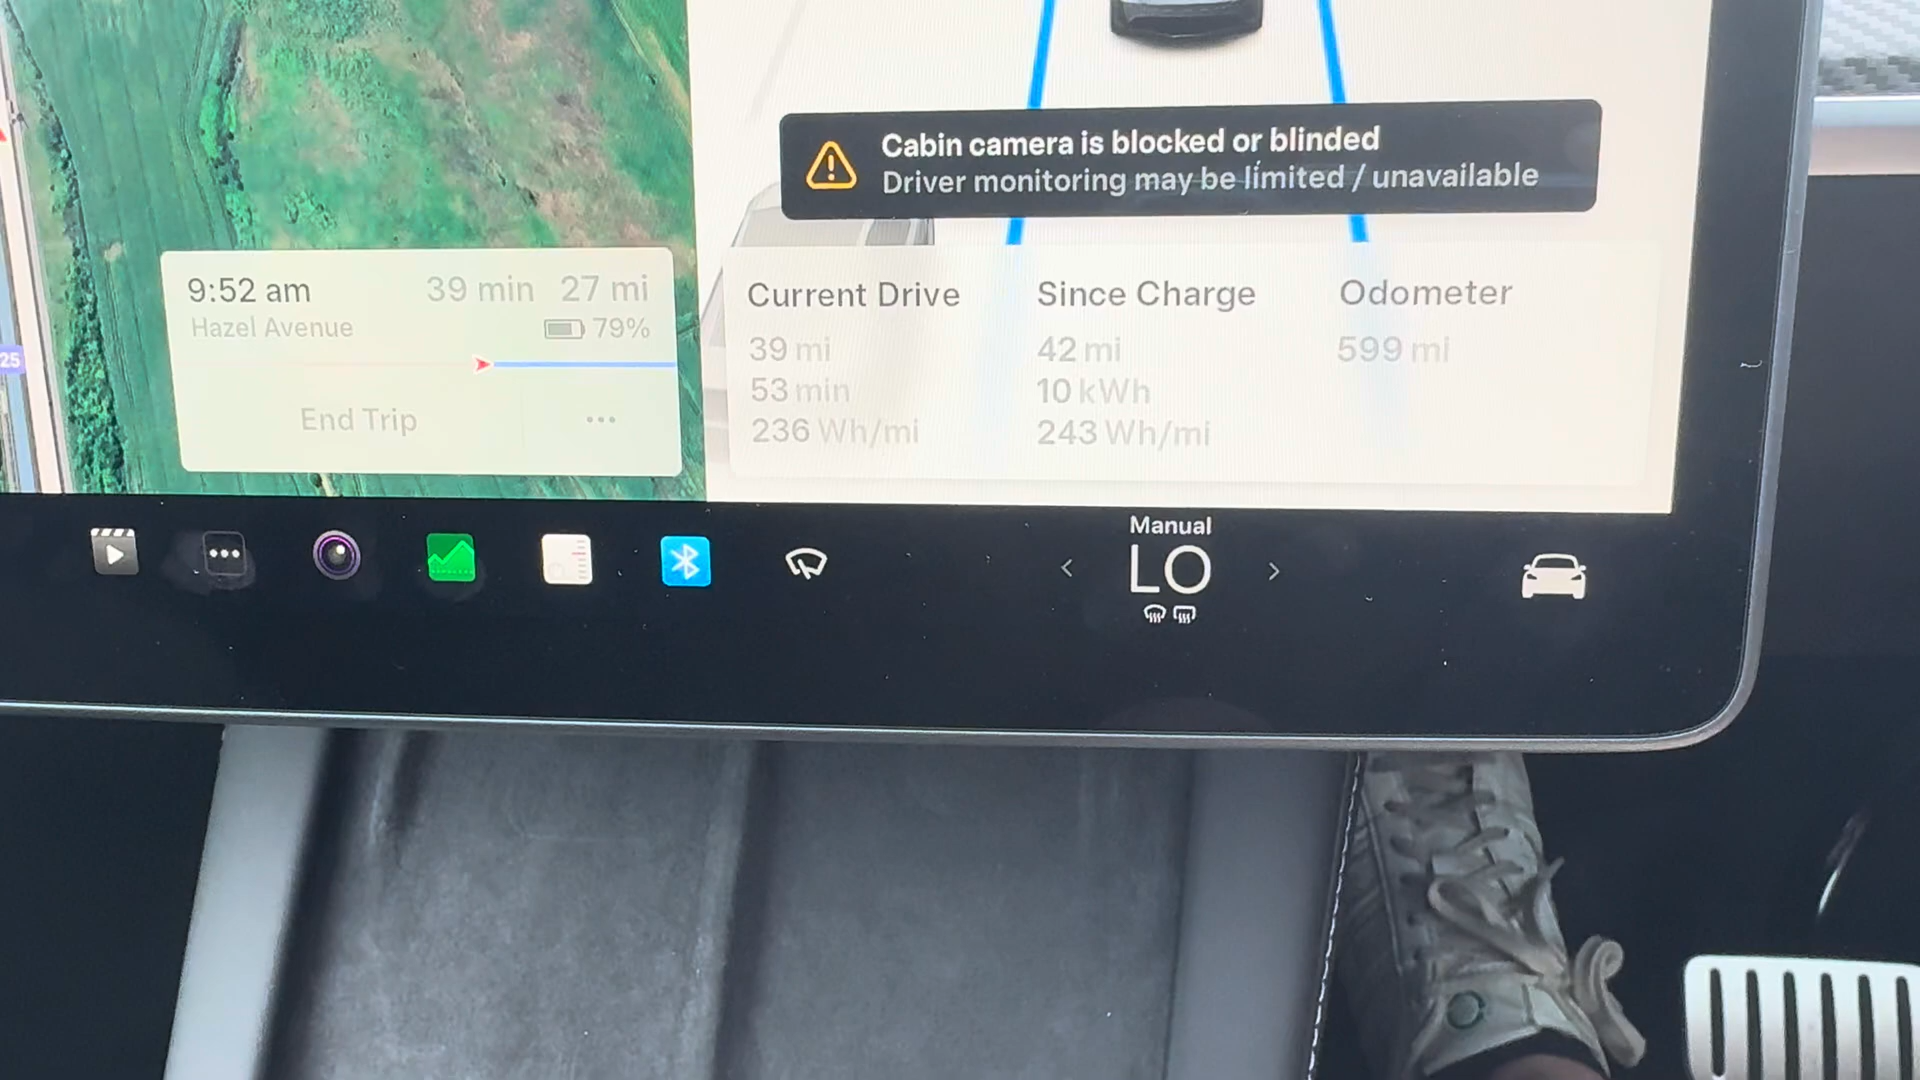 Cabin camera is blocked or blinded
Driver monitoring may be limited / unavailable
9:52 am 39 min 27 mi
Hazel Avenue 79%
25
End Trip
Current Drive
39 mi
53 min
236 Wh/mi
Since Charge
42 mi
10 kWh
243 Wh/mi
Odometer
599 mi
Manual
LO